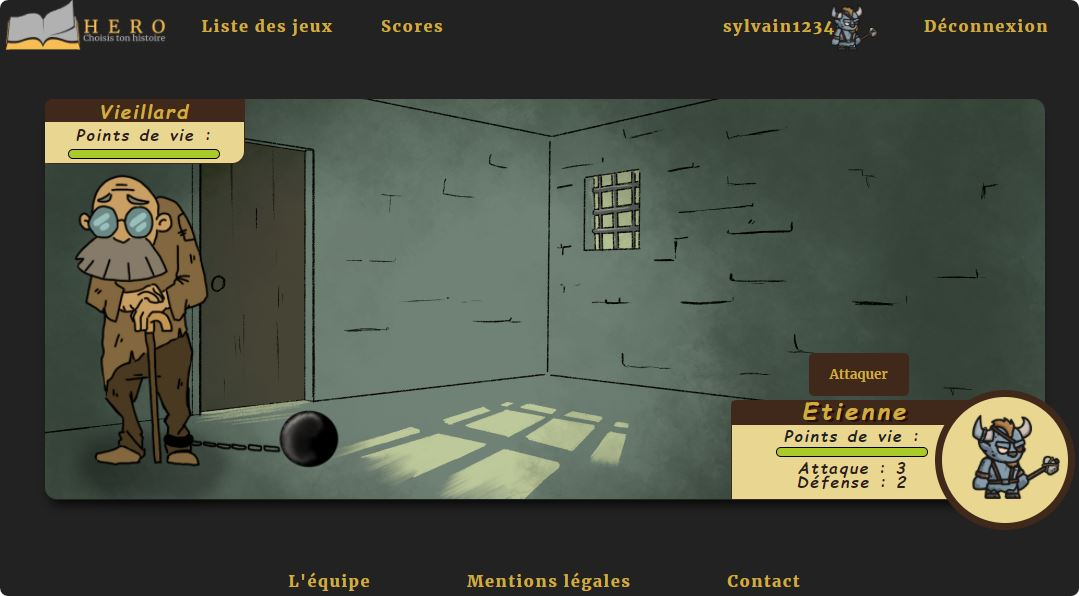 HERO
Choisis ton histoire
Liste des jeux
Scores
sylvain1234
Déconnexion
Vieillard
Points de vie :
Attaquer
Etienne
Points de vie :
Attaque : 3
Défense : 2
L'équipe
Mentions légales
Contact